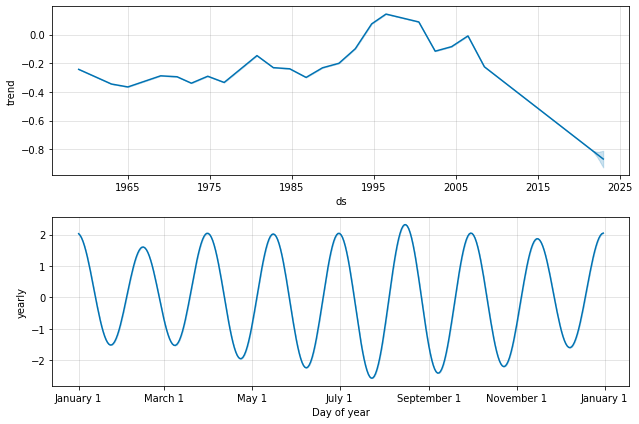 0.0
−0.2
−0.4
−0.6
−0.8
trend
1965 1975 1985 1995 2005 2015 2025
ds
2
1
0
−1
−2
yearly
January 1 March 1 May 1 July 1 September 1 November 1 January 1
Day of year